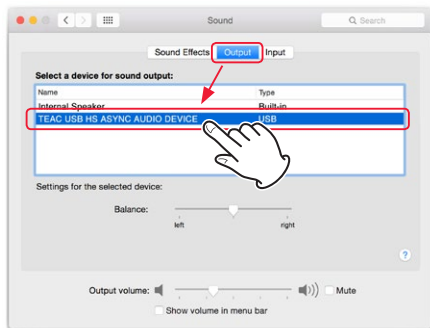 Sound
Search
Sound Effects Output Input
Select a device for sound output:
Name Type
Internal Speaker Built-in
TEAC USB HS ASYNC AUDIO DEVICE USB
Settings for the selected device:
Balance:
left right
?
Output volume: Mute
Show volume in menu bar